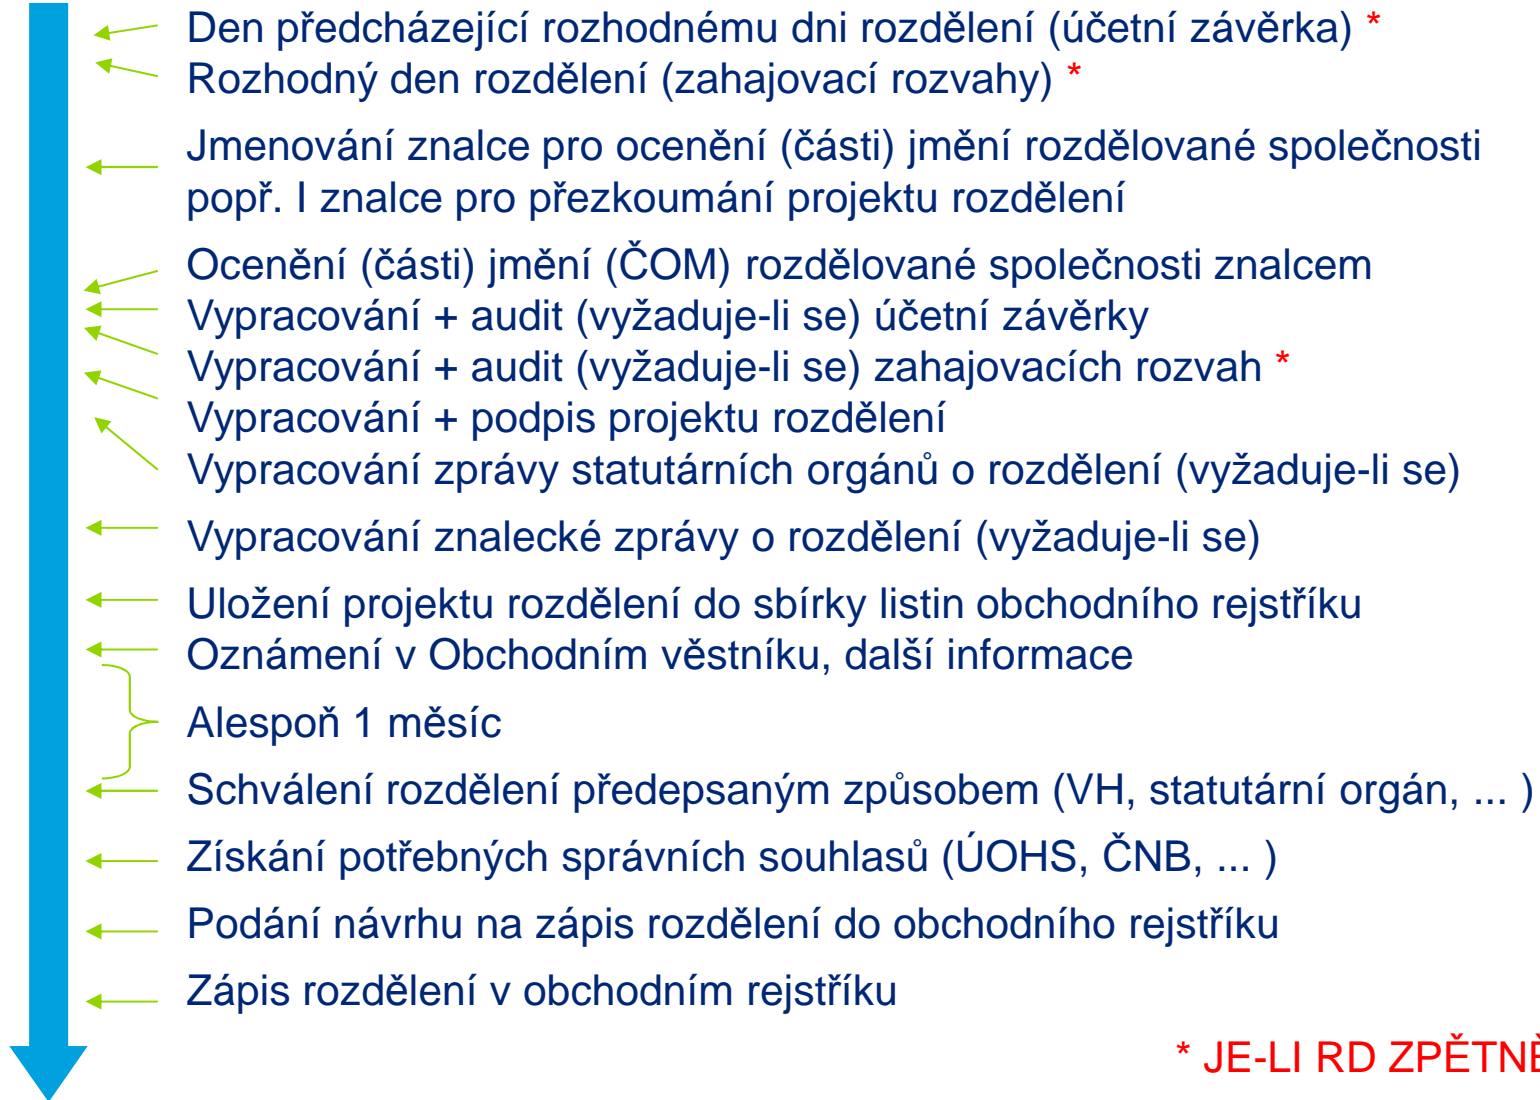 Den předcházející rozhodnému dni rozdělení (účetní závěrka) *
Rozhodný den rozdělení (zahajovací rozvahy) *
Jmenování znalce pro ocenění (části) jmění rozdělované společnosti
popř. I znalce pro přezkoumání projektu rozdělení
Ocenění (části) jmění (ČOM) rozdělované společnosti znalcem
Vypracování + audit (vyžaduje-li se) účetní závěrky
Vypracování + audit (vyžaduje-li se) zahajovacích rozvah *
Vypracování + podpis projektu rozdělení
Vypracování zprávy statutárních orgánů o rozdělení (vyžaduje-li se)
Vypracování znalecké zprávy o rozdělení (vyžaduje-li se)
Uložení projektu rozdělení do sbírky listin obchodního rejstříku
Oznámení v Obchodním věstníku, další informace
Alespoň 1 měsíc
Schválení rozdělení předepsaným způsobem (VH, statutární orgán, ... )
Získání potřebných správních souhlasů (ÚOHS, ČNB, ... )
Podání návrhu na zápis rozdělení do obchodního rejstříku
Zápis rozdělení v obchodním rejstříku
* JE-LI RD ZPĚTNĚ